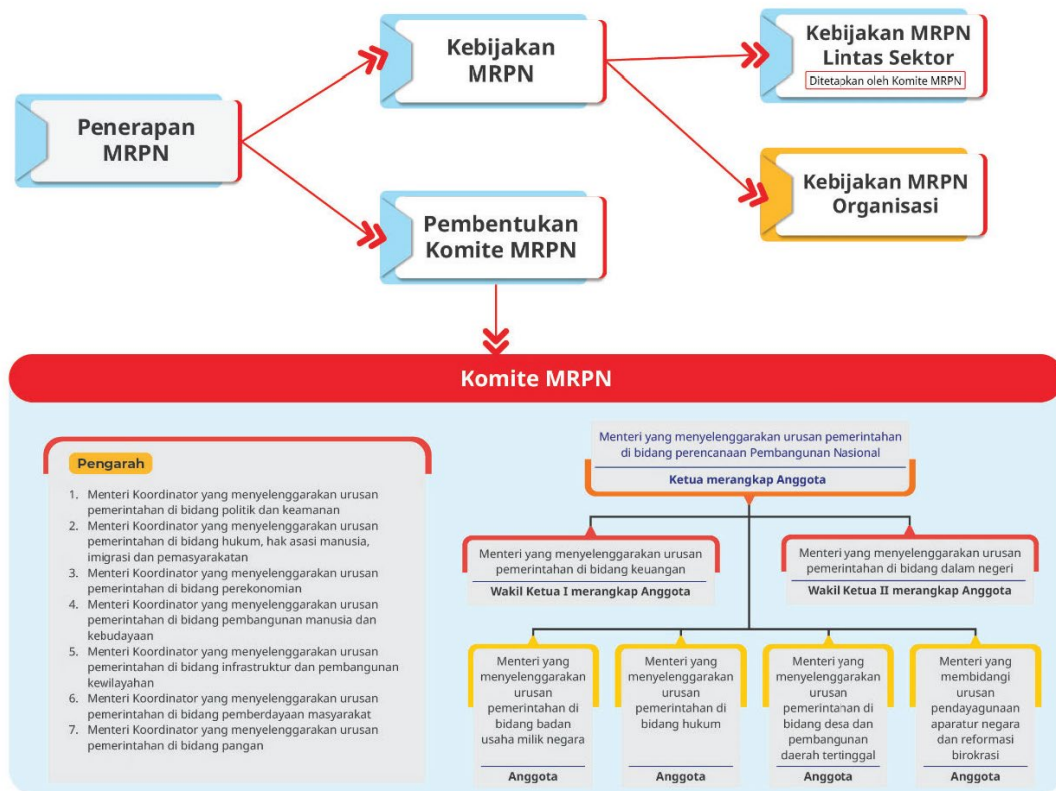 Penerapan
MRPN
Kebijakan
MRPN
Pembentukan
Komite MRPN
Kebijakan MRPN
Lintas Sektor
Ditetapkan oleh Komite MRPN
Kebijakan MRPN
Organisasi
Komite MRPN
Pengarah
1. Menteri Koordinator yang menyelenggarakan urusan
pemerintahan di bidang politik dan keamanan
2. Menteri Koordinator yang menyelenggarakan urusan
pemerintahan di bidang hukum, hak asasi manusia,
imigrasi dan pemasyarakatan
3. Menteri Koordinator yang menyelenggarakan urusan
pemerintahan di bidang perekonomian
4. Menteri Koordinator yang menyelenggarakan urusan
pemerintahan di bidang pembangunan manusia dan
kebudayaan
5. Menteri Koordinator yang menyelenggarakan urusan
pemerintahan di bidang infrastruktur dan pembangunan
kewilayahan
6. Menteri Koordinator yang menyelenggarakan urusan
pemerintahan di bidang pemberdayaan masyarakat
7. Menteri Koordinator yang menyelenggarakan urusan
pemerintahan di bidang pangan
Menteri yang menyelenggarakan urusan pemerintahan
di bidang perencanaan Pembangunan Nasional
Ketua merangkap Anggota
Menteri yang menyelenggarakan urusan
pemerintahan di bidang keuangan
Wakil Ketua I merangkap Anggota
Menteri yang menyelenggarakan urusan
pemerintahan di bidang dalam negeri
Wakil Ketua II merangkap Anggota
Menteri yang
menyelenggarakan
urusan
pemerintahan di
bidang badan
usaha milik negara
Anggota
Menteri yang
menyelenggarakan
urusan
pemerintahan di
bidang hukum
Anggota
Menteri yang
menyelenggarakan
urusan
pemerintahan di
bidang desa dan
pembangunan
daerah tertinggal
Anggota
Menteri yang
membidangi
urusan
pendayagunaan
aparatur negara
dan reformasi
birokrasi
Anggota